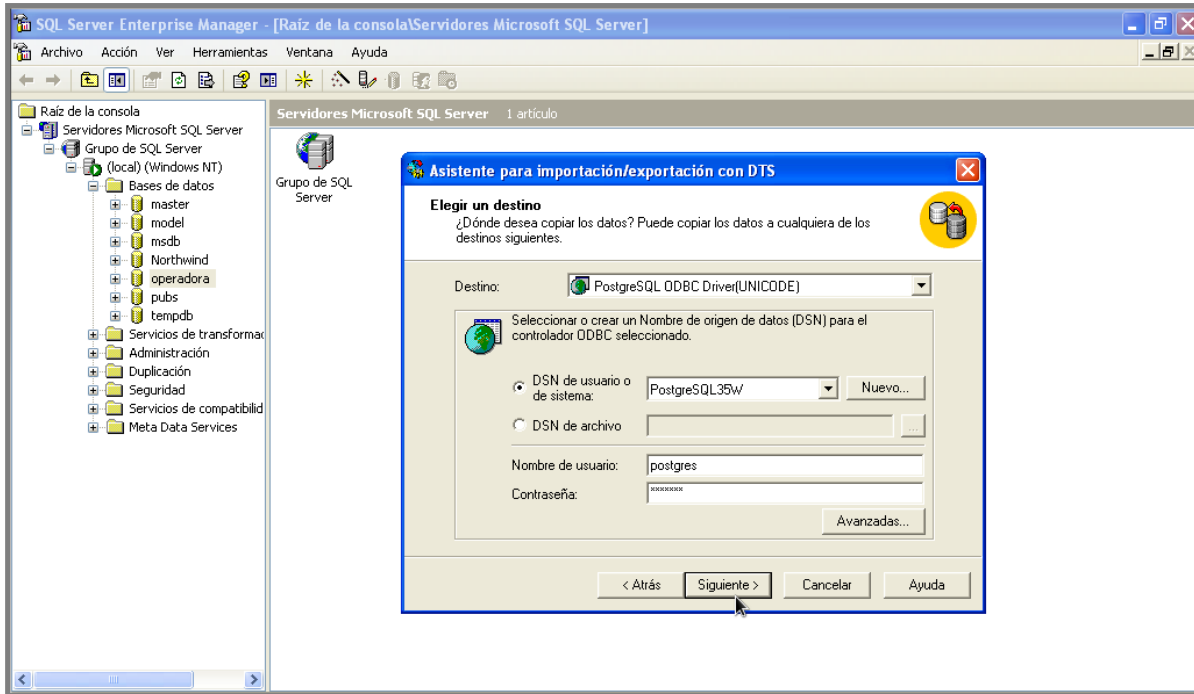 SQL Server Enterprise Manager - [Raíz de la consola\Servidores Microsoft SQL Server]
Archivo Acción Ver Herramientas Ventana Ayuda
Raíz de la consola
Servidores Microsoft SQL Server
Grupo de SQL Server
(local) (Windows NT)
Bases de datos
master
model
msdb
Northwind
operadora
pubs
tempdb
Servicios de transformac
Administración
Duplicación
Seguridad
Servicios de compatibilid
Meta Data Services
Servidores Microsoft SQL Server 1 artículo
Grupo de SQL
Server
Asistente para importación/exportación con DTS
Elegir un destino
¿Dónde desea copiar los datos? Puede copiar los datos a cualquiera de los
destinos siguientes.
Destino: PostgreSQL ODBC Driver(UNICODE)
Seleccionar o crear un Nombre de origen de datos (DSN) para el
controlador ODBC seleccionado.
DSN de usuario o
de sistema: PostgreSQL35W Nuevo...
DSN de archivo ...
Nombre de usuario: postgres
Contraseña: *******
Avanzadas...
< Atrás Siguiente > Cancelar Ayuda